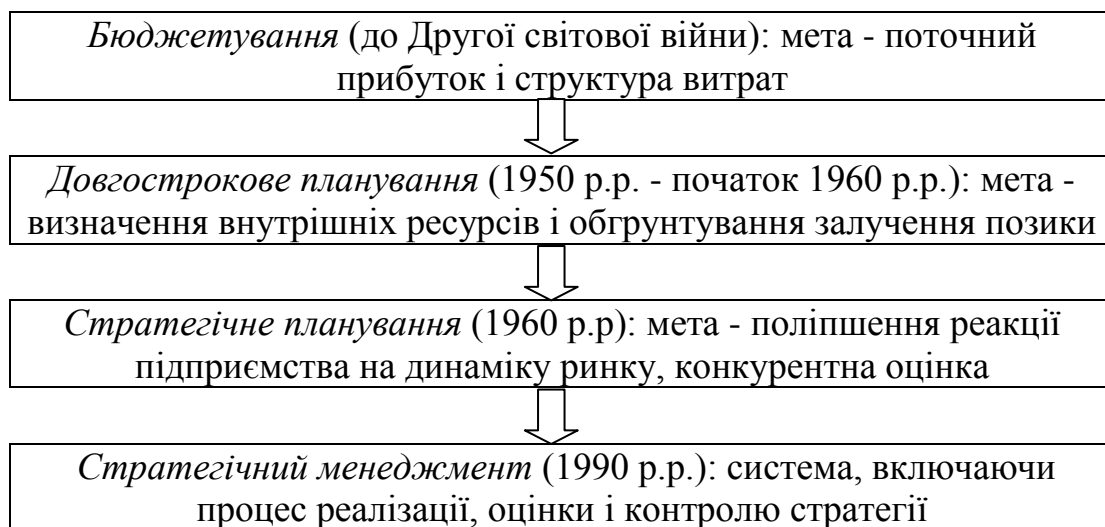 Бюджетування (до Другої світової війни): мета - поточний
прибуток і структура витрат
Довгострокове планування (1950 р.р. - початок 1960 р.р.): мета -
визначення внутрішніх ресурсів і обгрунтування залучення позики
Стратегічне планування (1960 р.р): мета - поліпшення реакції
підприємства на динаміку ринку, конкурентна оцінка
Стратегічний менеджмент (1990 р.р.): система, включаючи
процес реалізації, оцінки і контролю стратегії